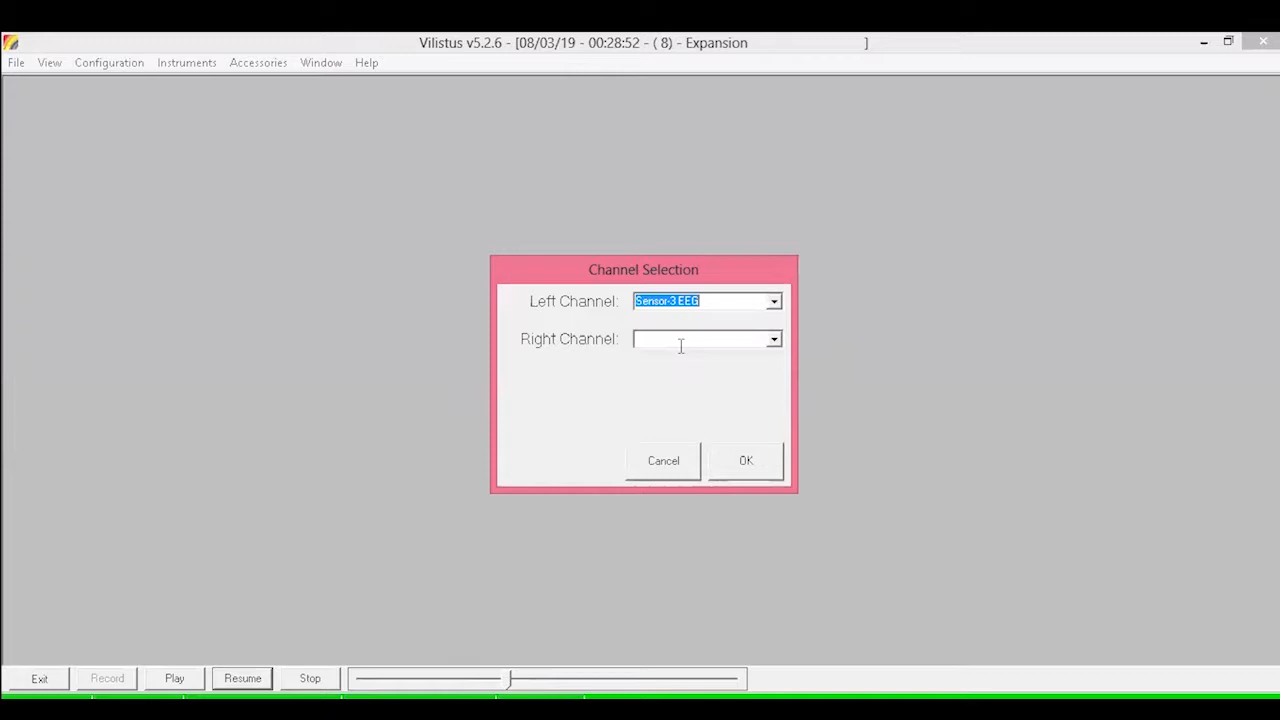 Vilistus v5.2.6 - [08/03/19 - 00:28:52 - ( 8) - Expansion ]
File View Configuration Instruments Accessories Window Help
Channel Selection
Left Channel: Sensor-3 EEG
Right Channel:
Cancel OK
Exit Record Play Resume Stop